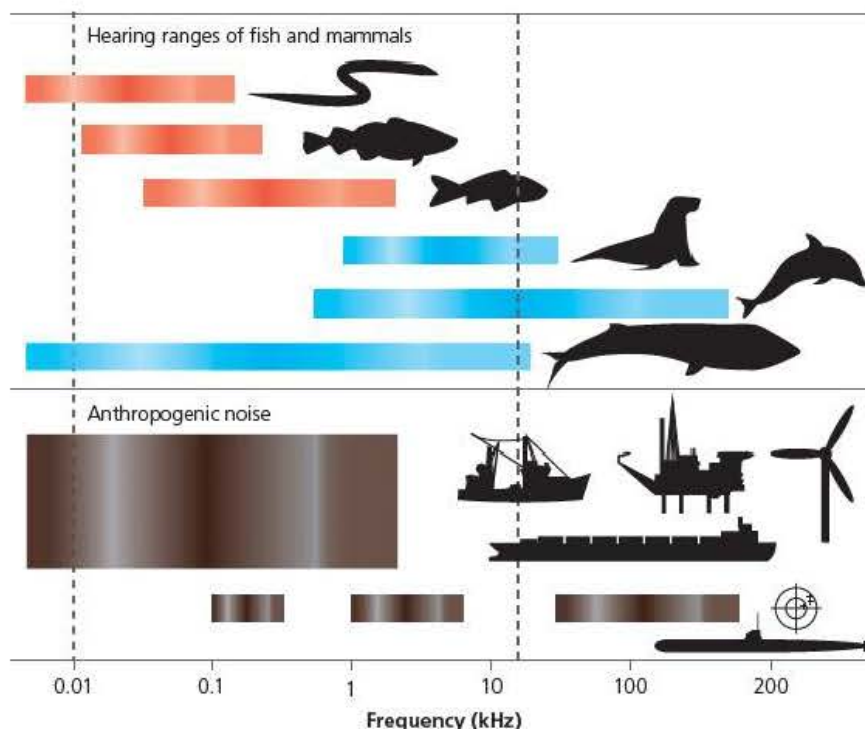 Hearing ranges of fish and mammals
Anthropogenic noise
0.01 0.1 1 10 100 200
Frequency (kHz)